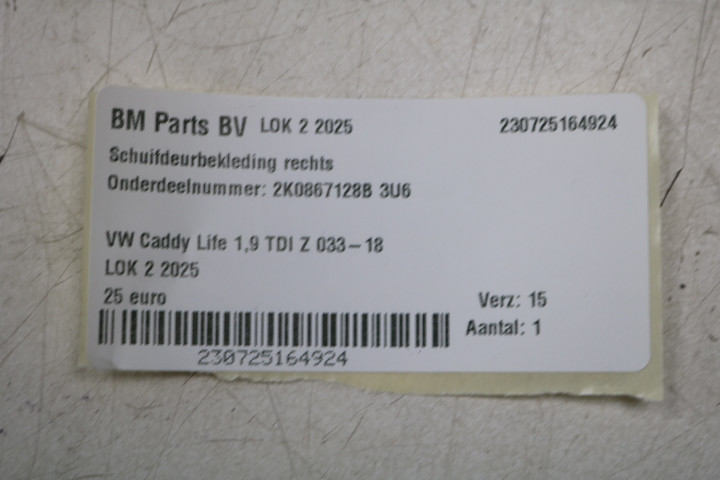 BM Parts BV LOK 2 2025 230725164924
Schuifdeurbekleding rechts
Onderdeelnummer: 2K0867128B 3U6
VW Caddy Life 1,9 TDI Z 033-18
LOK 2 2025
25 euro Verz: 15
Aantal: 1
230725164924